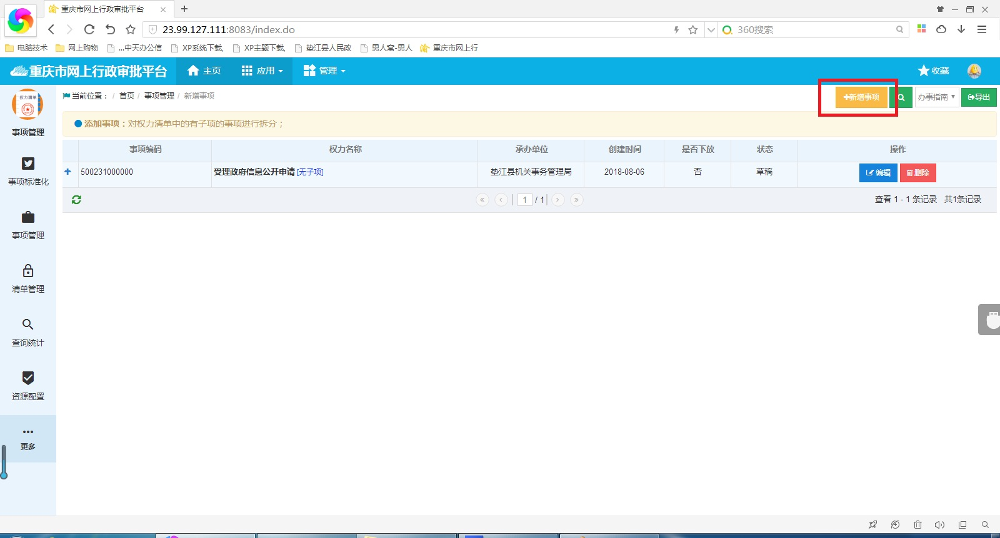 重庆市网上行政审批平台
23.99.127.111:8083/index.do
360搜索
电脑技术 网上购物 ...中天办公信 XP系统下载, XP主题下载, 垫江县人民政 男人窝-男人 重庆市网上行
重庆市网上行政审批平台 主页 应用 管理 收藏
权力清单
事项管理
事项标准化
事项管理
清单管理
查询统计
资源配置
更多
当前位置： / 首页 / 事项管理 / 新增事项
新增事项 办事指南 导出
添加事项：对权力清单中的有子项的事项进行拆分；
事项编码 权力名称 承办单位 创建时间 是否下放 状态 操作
500231000000 受理政府信息公开申请 [无子项] 垫江县机关事务管理局 2018-08-06 否 草稿 编辑 删除
1 / 1 查看 1 - 1 条记录 共1条记录